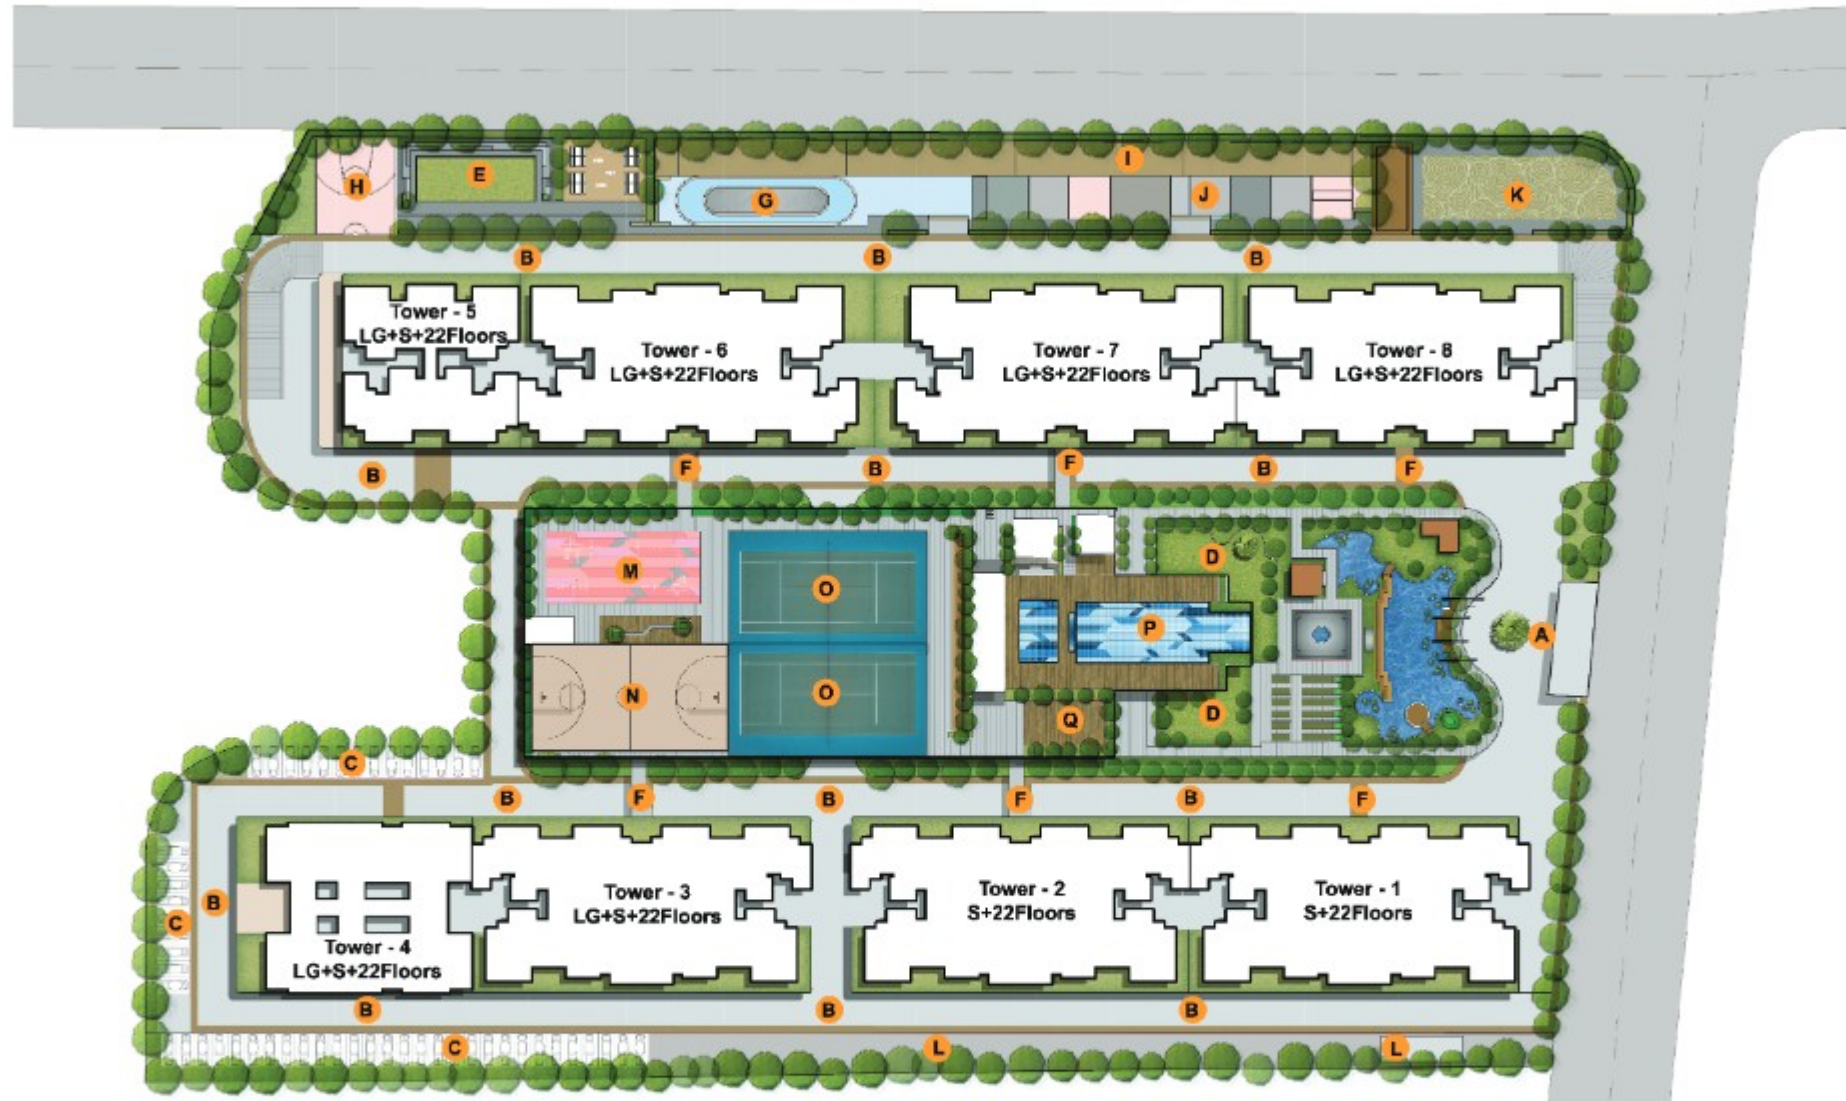 I
E
H
J
K
G
B
B
B
Tower - 5
LG+S+22Floors
Tower - 6
LG+S+22Floors
Tower - 7
LG+S+22Floors
Tower - 8
LG+S+22Floors
B
F
B
F
B
F
M
O
D
P
A
N
O
Q
D
C
B
F
B
F
B
F
B
C
Tower - 4
LG+S+22Floors
Tower - 3
LG+S+22Floors
Tower - 2
S+22Floors
Tower - 1
S+22Floors
B
B
B
C
L
L